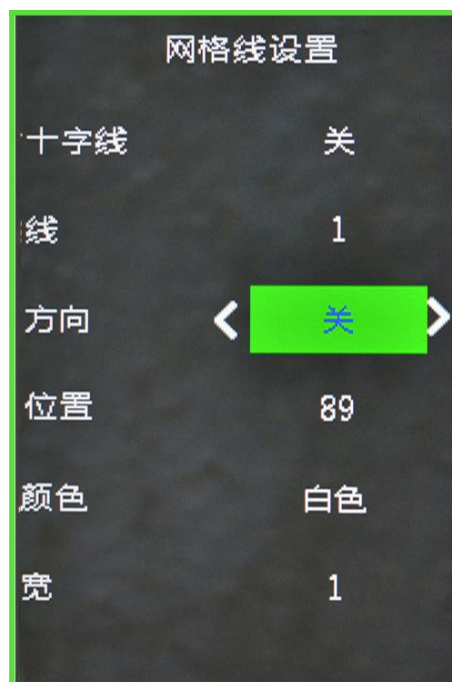 网格线设置
十字线 关
线 1
方向 < 关 >
位置 89
颜色 白色
宽 1